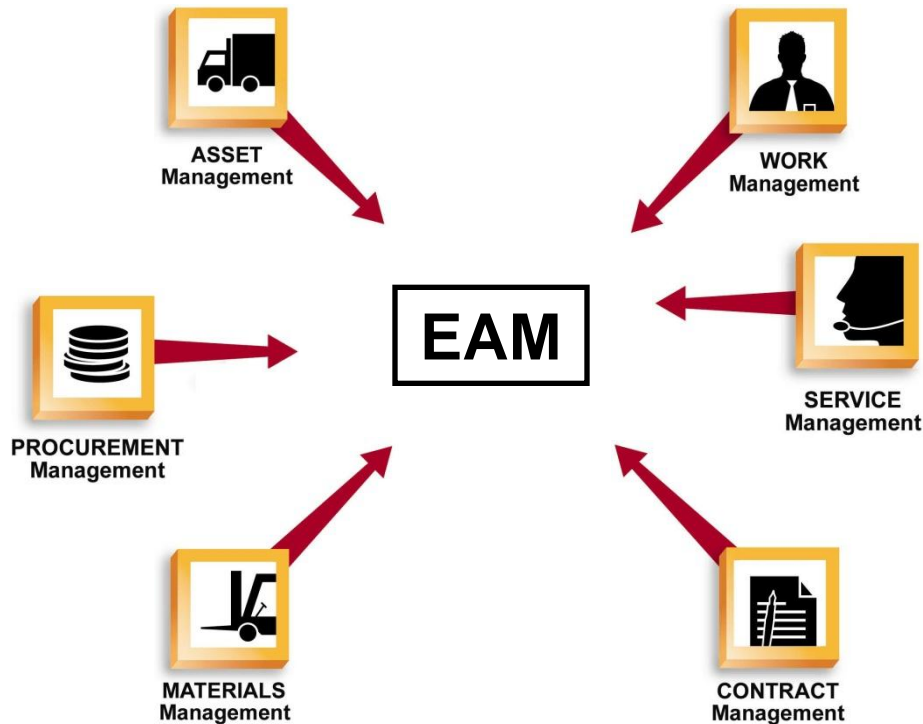 ASSET
Management
WORK
Management
EAM
SERVICE
Management
PROCUREMENT
Management
MATERIALS
Management
CONTRACT
Management